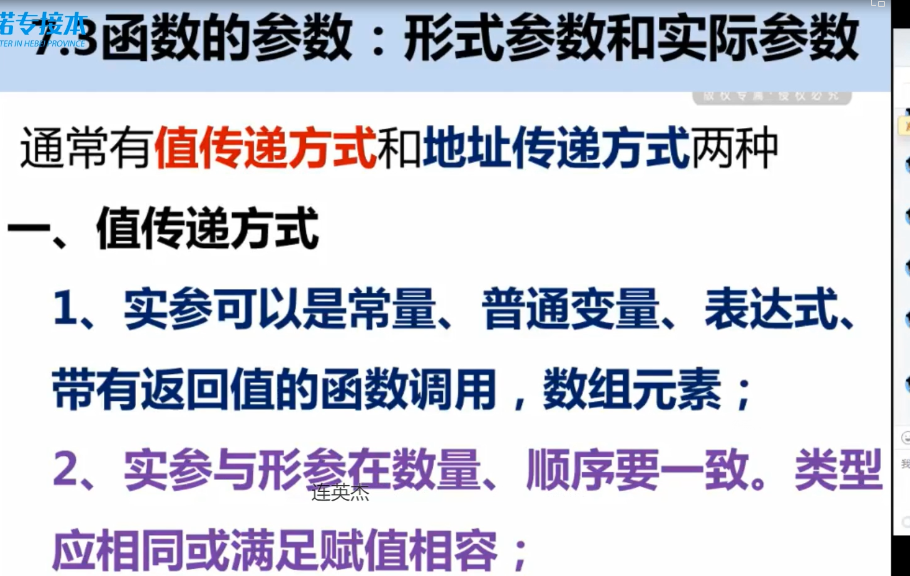 诺专接本
TER IN HEBEI PROVINCE
7.3函数的参数：形式参数和实际参数
版权专属·侵权必究
通常有值传递方式和地址传递方式两种
一、值传递方式
1、实参可以是常量、普通变量、表达式、
带有返回值的函数调用，数组元素；
2、实参与形参在数量、顺序要一致。类型
连英杰
应相同或满足赋值相容；
我